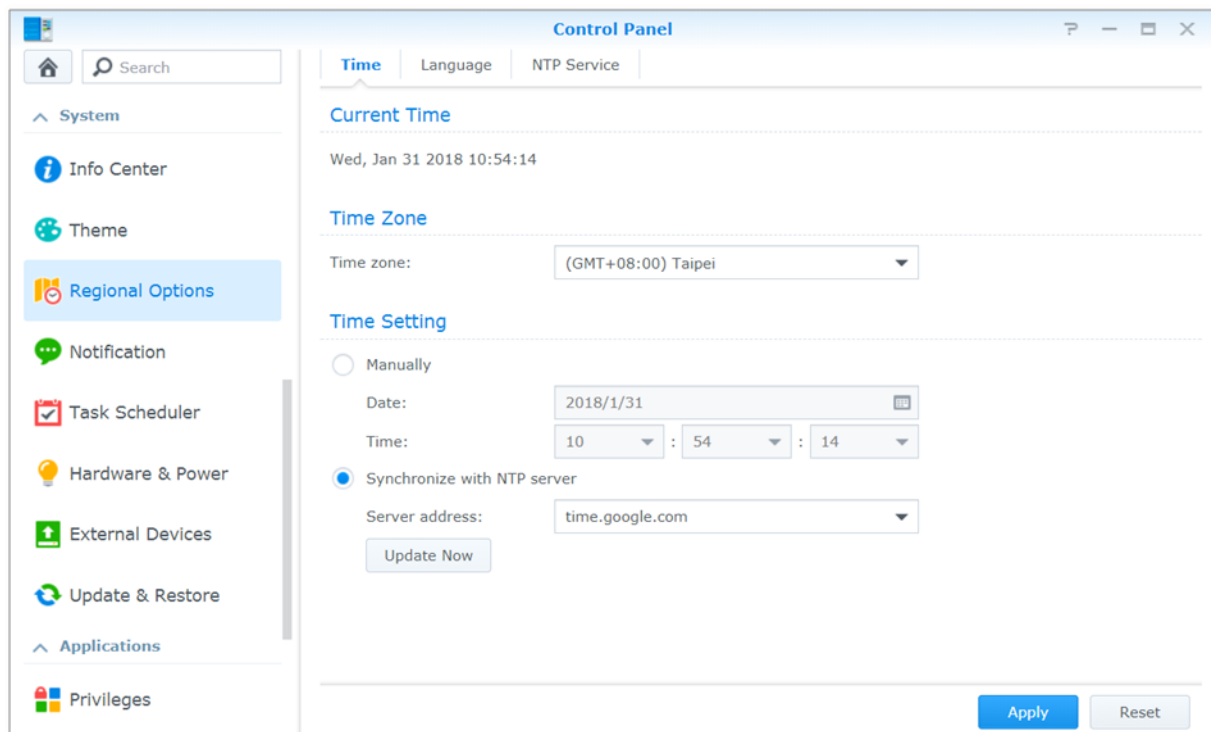 Control Panel
Search
System
Info Center
Theme
Regional Options
Notification
Task Scheduler
Hardware & Power
External Devices
Update & Restore
Applications
Privileges
Time Language NTP Service
Current Time
Wed, Jan 31 2018 10:54:14
Time Zone
Time zone: (GMT+08:00) Taipei
Time Setting
Manually
Date: 2018/1/31
Time: 10 : 54 : 14
Synchronize with NTP server
Server address: time.google.com
Update Now
Apply Reset